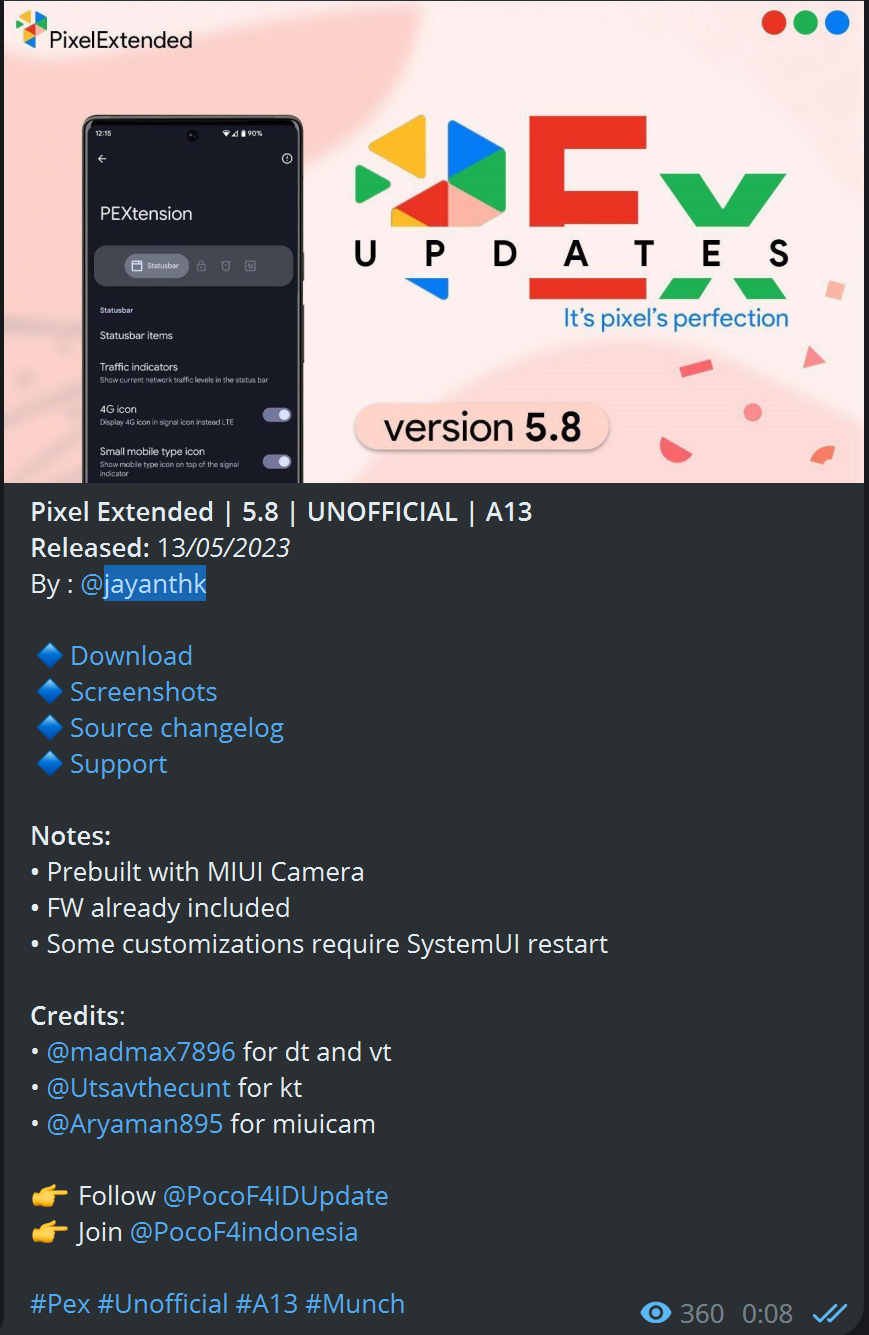 PixelExtended
12:15
90%
PEXtension
Statusbar
Statusbar
Statusbar items
Traffic indicators
Show current network traffic levels in the status bar
4G icon
Display 4G icon in signal icon instead LTE
Small mobile type icon
Show mobile type icon on top of the signal
indicator
PEx
UPDATES
It's pixel's perfection
version 5.8
Pixel Extended | 5.8 | UNOFFICIAL | A13
Released: 13/05/2023
By : @jayanthk
🔷 Download
🔷 Screenshots
🔷 Source changelog
🔷 Support
Notes:
• Prebuilt with MIUI Camera
• FW already included
• Some customizations require SystemUI restart
Credits:
• @madmax7896 for dt and vt
• @Utsavthecunt for kt
• @Aryaman895 for miuicam
👉 Follow @PocoF4IDUpdate
👉 Join @PocoF4indonesia
#Pex #Unofficial #A13 #Munch
360 0:08